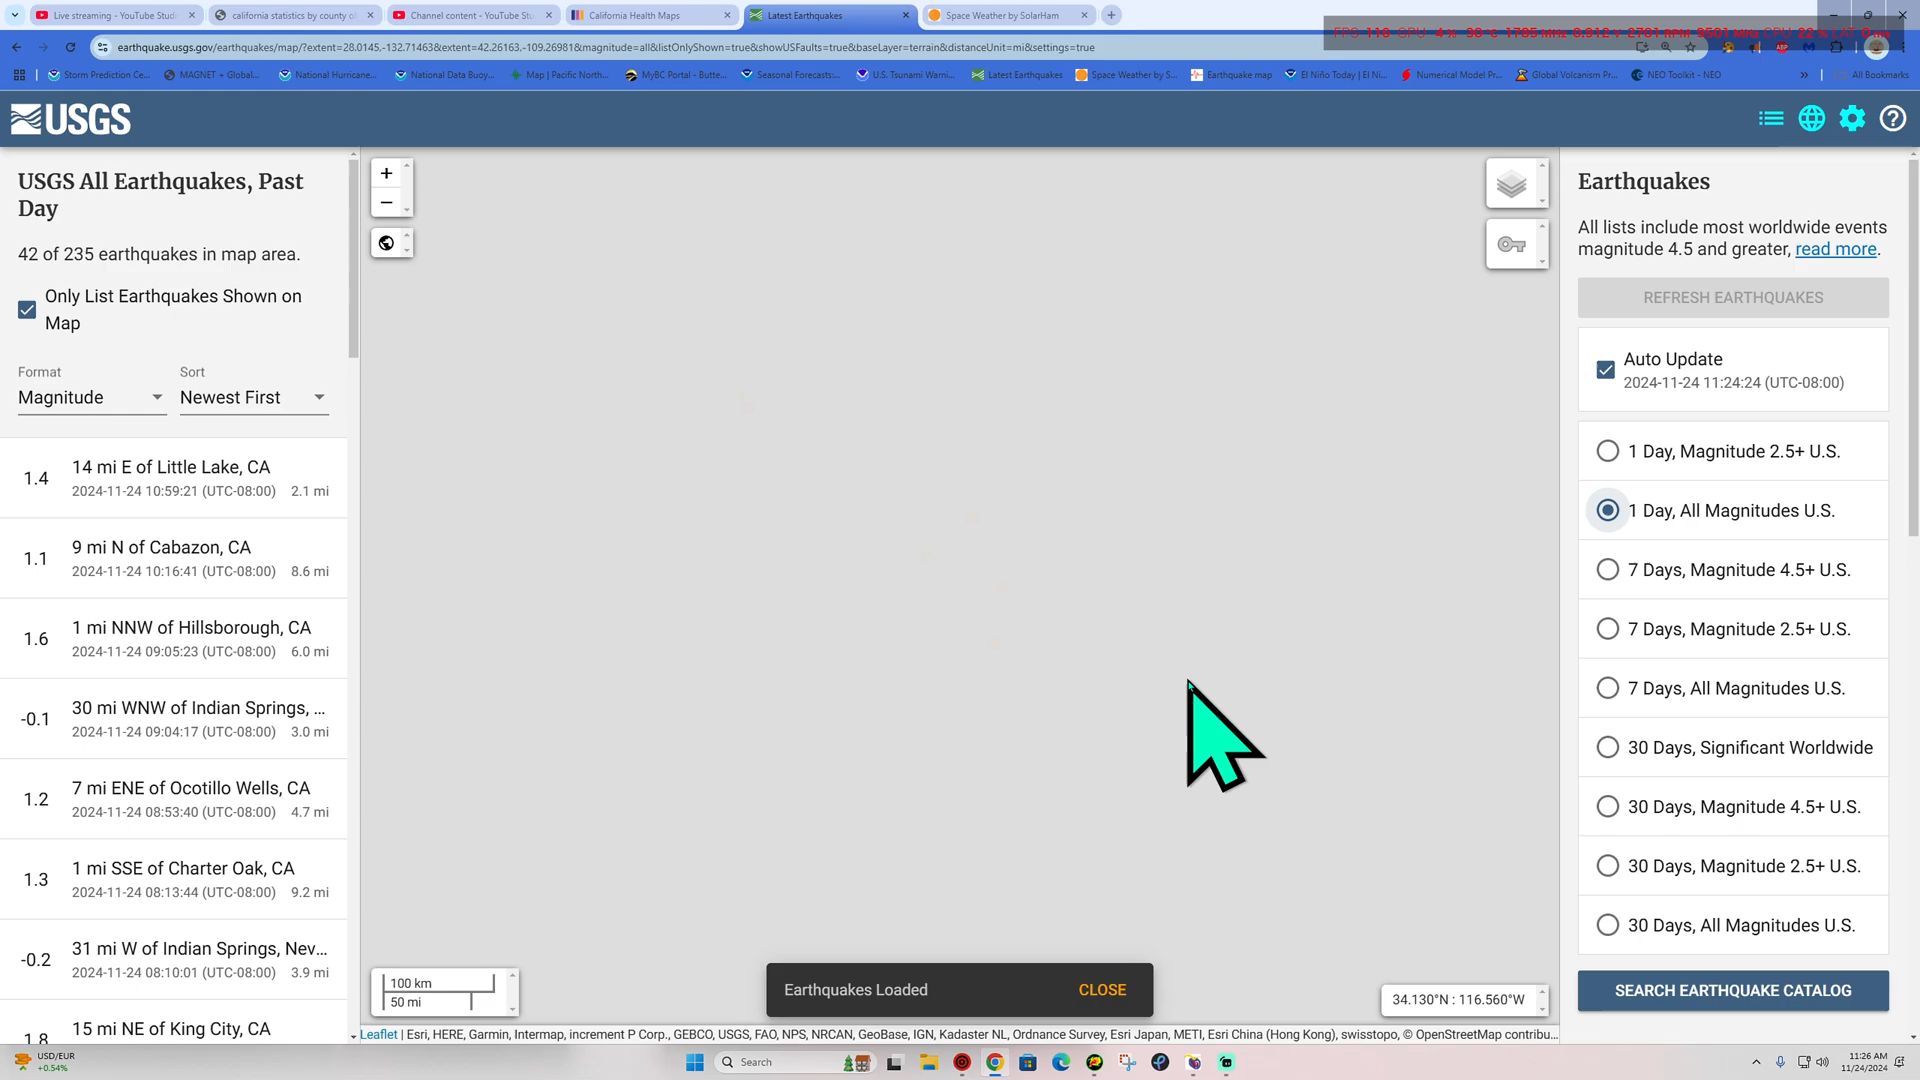 Live streaming - YouTube Studi
california statistics by county of
Channel content - YouTube Stu
California Health Maps
Latest Earthquakes
Space Weather by SolarHam
earthquake.usgs.gov/earthquakes/map/?extent=28.0145,-132.71463&extent=42.26163,-109.26981&magnitude=all&listOnlyShown=true&showUSFaults=true&baseLayer=terrain&distanceUnit=mi&settings=true
Storm Prediction Ce...
MAGNET + Global...
National Hurricane...
National Data Buoy...
Map | Pacific North...
MyBC Portal - Butte...
Seasonal Forecasts:...
U.S. Tsunami Warni...
Latest Earthquakes
Space Weather by S...
Earthquake map
El Niño Today | El Ni...
Numerical Model Pr...
Global Volcanism Pr...
NEO Toolkit - NEO
All Bookmarks
USGS
USGS All Earthquakes, Past
Day
42 of 235 earthquakes in map area.
Only List Earthquakes Shown on
Map
Format
Magnitude
Sort
Newest First
1.4
14 mi E of Little Lake, CA
2024-11-24 10:59:21 (UTC-08:00) 2.1 mi
1.1
9 mi N of Cabazon, CA
2024-11-24 10:16:41 (UTC-08:00) 8.6 mi
1.6
1 mi NNW of Hillsborough, CA
2024-11-24 09:05:23 (UTC-08:00) 6.0 mi
-0.1
30 mi WNW of Indian Springs, ...
2024-11-24 09:04:17 (UTC-08:00) 3.0 mi
1.2
7 mi ENE of Ocotillo Wells, CA
2024-11-24 08:53:40 (UTC-08:00) 4.7 mi
1.3
1 mi SSE of Charter Oak, CA
2024-11-24 08:13:44 (UTC-08:00) 9.2 mi
-0.2
31 mi W of Indian Springs, Nev...
2024-11-24 08:10:01 (UTC-08:00) 3.9 mi
1.8
15 mi NE of King City, CA
+
−
100 km
50 mi
Earthquakes Loaded CLOSE
34.130°N : 116.560°W
Leaflet | Esri, HERE, Garmin, Intermap, increment P Corp., GEBCO, USGS, FAO, NPS, NRCAN, GeoBase, IGN, Kadaster NL, Ordnance Survey, Esri Japan, METI, Esri China (Hong Kong), swisstopo, © OpenStreetMap contribu...
Earthquakes
All lists include most worldwide events
magnitude 4.5 and greater, read more.
REFRESH EARTHQUAKES
Auto Update
2024-11-24 11:24:24 (UTC-08:00)
1 Day, Magnitude 2.5+ U.S.
1 Day, All Magnitudes U.S.
7 Days, Magnitude 4.5+ U.S.
7 Days, Magnitude 2.5+ U.S.
7 Days, All Magnitudes U.S.
30 Days, Significant Worldwide
30 Days, Magnitude 4.5+ U.S.
30 Days, Magnitude 2.5+ U.S.
30 Days, All Magnitudes U.S.
SEARCH EARTHQUAKE CATALOG
USD/EUR
+0.54%
Search
11:26 AM
11/24/2024